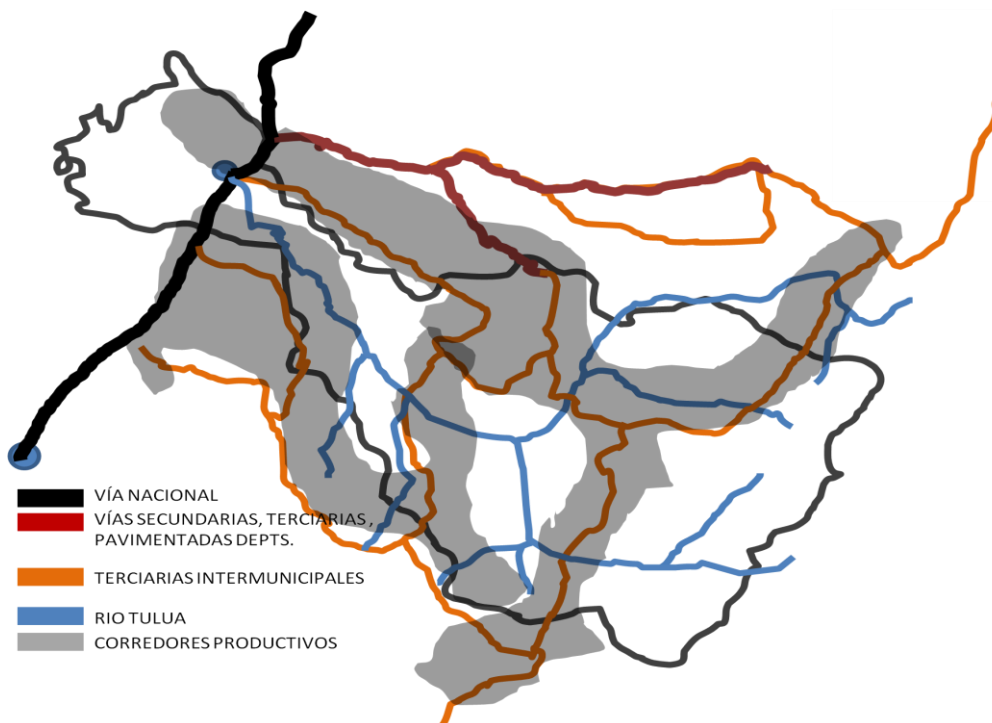 VÍA NACIONAL
VÍAS SECUNDARIAS, TERCIARIAS ,
PAVIMENTADAS DEPTS.
TERCIARIAS INTERMUNICIPALES
RIO TULUA
CORREDORES PRODUCTIVOS